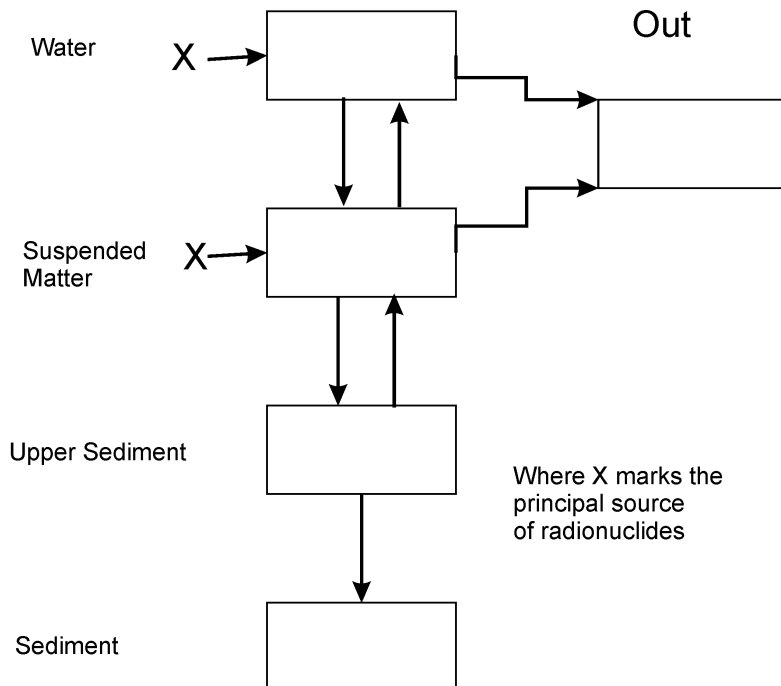 Out
Water
X
Suspended
Matter
X
Upper Sediment
Where X marks the
principal source
of radionuclides
Sediment